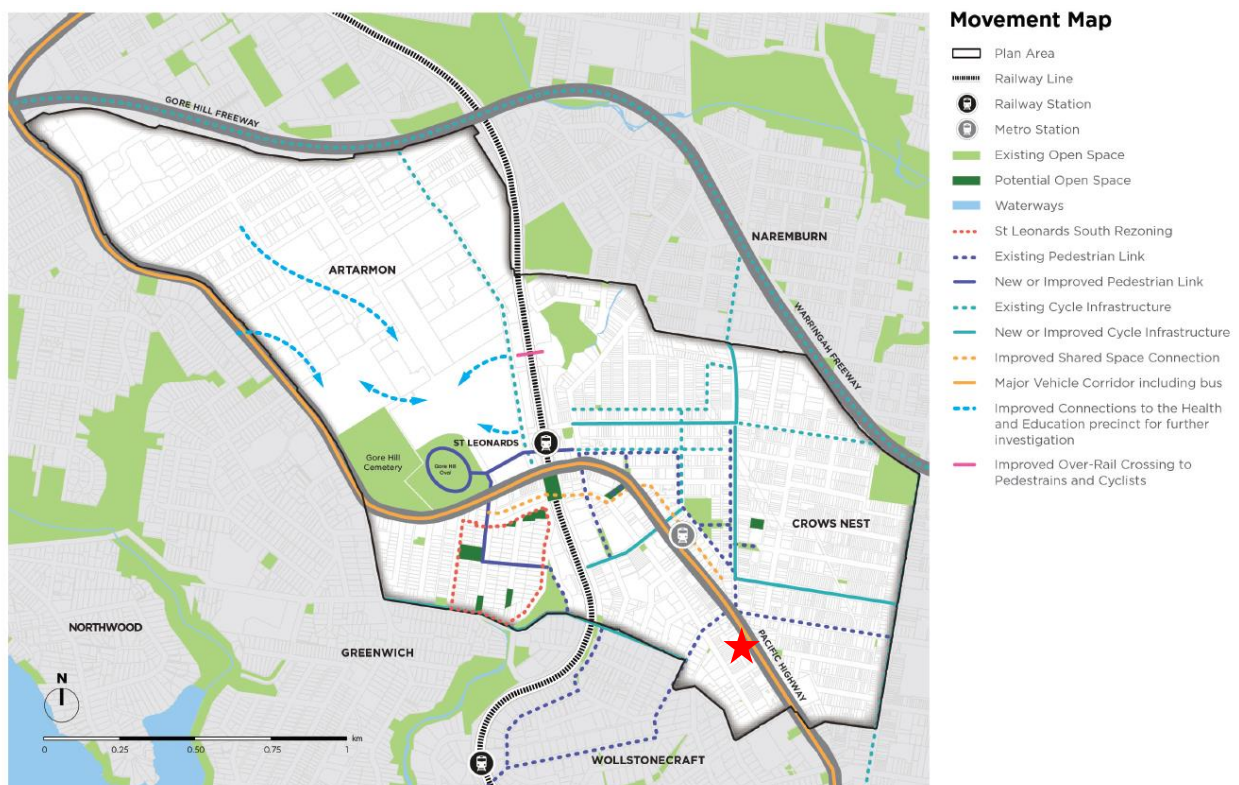 Movement Map
Plan Area
Railway Line
Railway Station
Metro Station
Existing Open Space
Potential Open Space
Waterways
St Leonards South Rezoning
Existing Pedestrian Link
New or Improved Pedestrian Link
Existing Cycle Infrastructure
New or Improved Cycle Infrastructure
Improved Shared Space Connection
Major Vehicle Corridor including bus
Improved Connections to the Health
and Education precinct for further
investigation
Improved Over-Rail Crossing to
Pedestrains and Cyclists
GORE HILL FREEWAY
NAREMBURN
ARTARMON
WARRINGAH FREEWAY
ST LEONARDS
Gore Hill
Cemetery
Gore Hill
Oval
CROWS NEST
NORTHWOOD
GREENWICH
PACIFIC HIGHWAY
WOLLSTONECRAFT
N
0 0.25 0.50 0.75 1 km